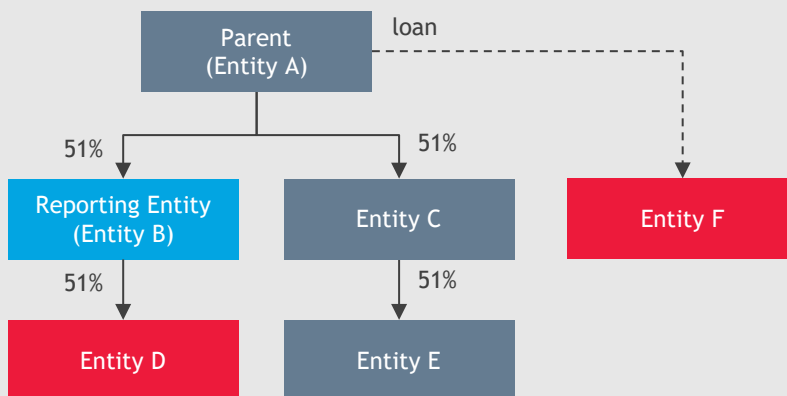 Parent
(Entity A)
loan
51%
51%
Reporting Entity
(Entity B)
Entity C
Entity F
51%
51%
Entity D
Entity E